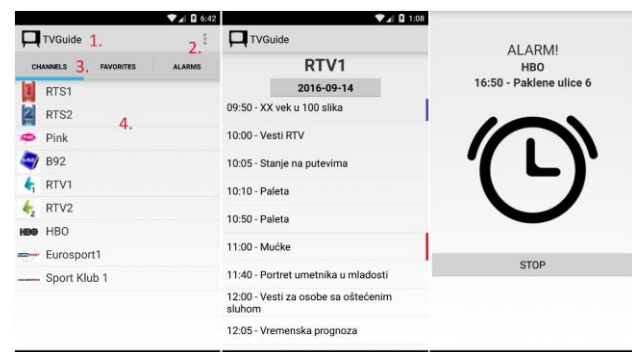 6:42
TVGuide 1. 2.
CHANNELS 3. FAVORITES ALARMS
RTS1
RTS2
4.
Pink
B92
RTV1
RTV2
HBO HBO
Eurosport1
Sport Klub 1
1:08
TVGuide
RTV1
2016-09-14
09:50 - XX vek u 100 slika
10:00 - Vesti RTV
10:05 - Stanje na putevima
10:10 - Paleta
10:50 - Paleta
11:00 - Mućke
11:40 - Portret umetnika u mladosti
12:00 - Vesti za osobe sa oštećenim
sluhom
12:05 - Vremenska prognoza
ALARM!
HBO
16:50 - Paklene ulice 6
STOP